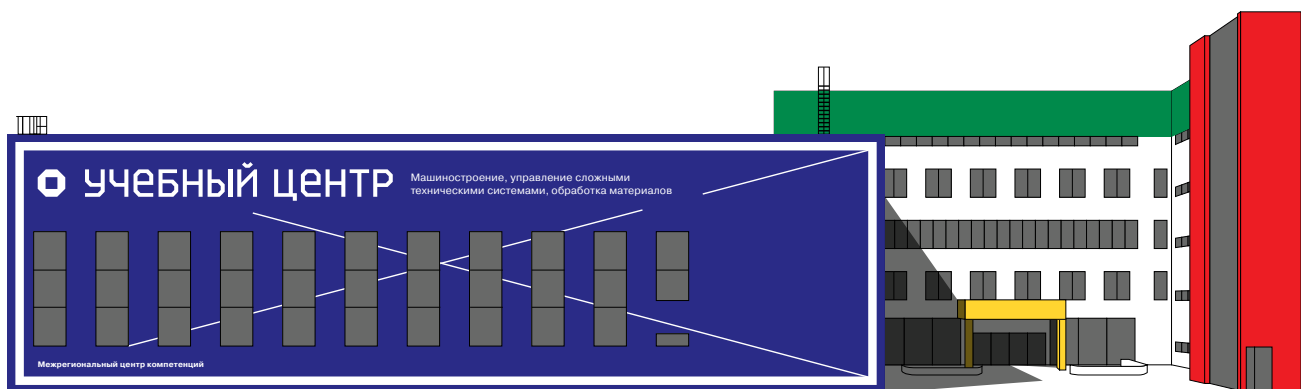 УЧЕБНЫЙ ЦЕНТР
Машиностроение, управление сложными
техническими системами, обработка материалов
Межрегиональный центр компетенций